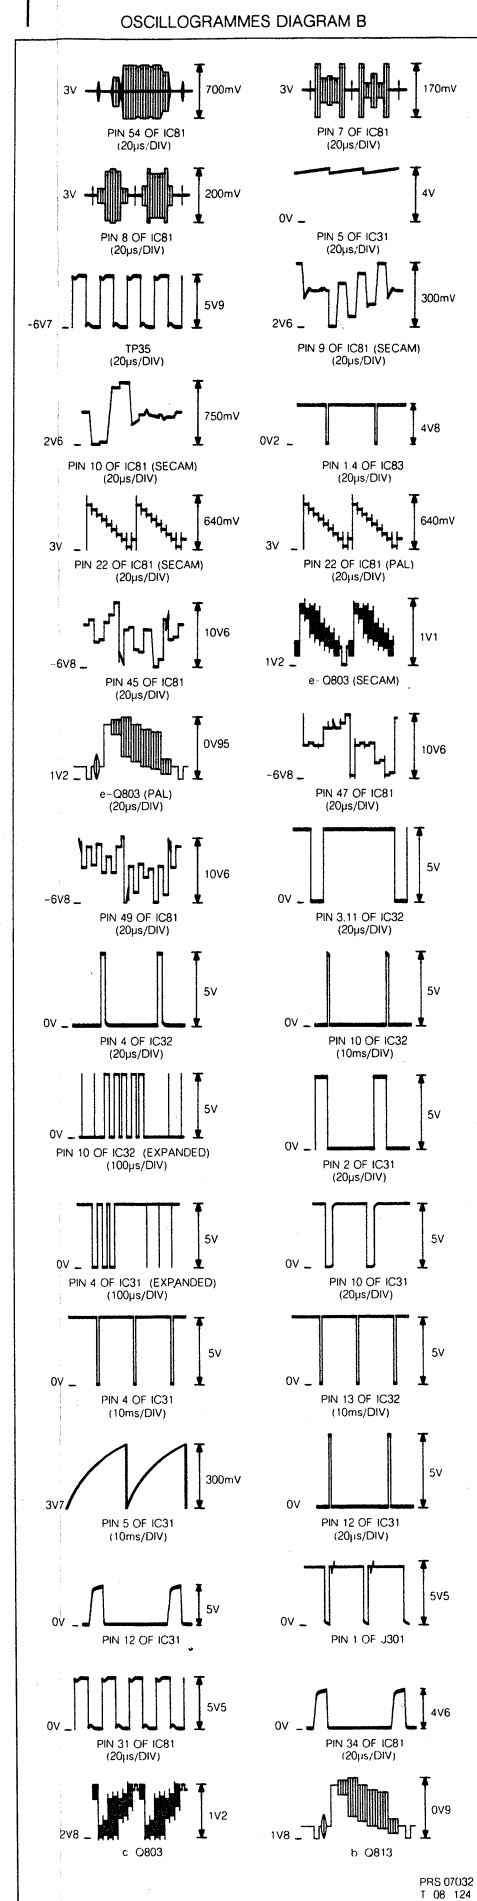 OSCILLOGRAMMES DIAGRAM B
3V 700mV
PIN 54 OF IC81
(20µs/DIV)
3V 170mV
PIN 7 OF IC81
(20µs/DIV)
3V 200mV
PIN 8 OF IC81
(20µs/DIV)
0V 4V
PIN 5 OF IC31
(20µs/DIV)
-6V7 5V9
TP35
(20µs/DIV)
2V6 300mV
PIN 9 OF IC81 (SECAM)
(20µs/DIV)
2V6 750mV
PIN 10 OF IC81 (SECAM)
(20µs/DIV)
0V2 4V8
PIN 1.4 OF IC83
(20µs/DIV)
3V 640mV
PIN 22 OF IC81 (SECAM)
(20µs/DIV)
3V 640mV
PIN 22 OF IC81 (PAL)
(20µs/DIV)
-6V8 10V6
PIN 45 OF IC81
(20µs/DIV)
1V2 1V1
e-Q803 (SECAM)
1V2 0V95
e-Q803 (PAL)
(20µs/DIV)
-6V8 10V6
PIN 47 OF IC81
(20µs/DIV)
-6V8 10V6
PIN 49 OF IC81
(20µs/DIV)
0V 5V
PIN 3.11 OF IC32
(20µs/DIV)
0V 5V
PIN 4 OF IC32
(20µs/DIV)
0V 5V
PIN 10 OF IC32
(10ms/DIV)
0V 5V
PIN 10 OF IC32 (EXPANDED)
(100µs/DIV)
0V 5V
PIN 2 OF IC31
(20µs/DIV)
0V 5V
PIN 4 OF IC31 (EXPANDED)
(100µs/DIV)
0V 5V
PIN 10 OF IC31
(20µs/DIV)
0V 5V
PIN 4 OF IC31
(10ms/DIV)
0V 5V
PIN 13 OF IC32
(10ms/DIV)
3V7 300mV
PIN 5 OF IC31
(10ms/DIV)
0V 5V
PIN 12 OF IC31
(20µs/DIV)
0V 5V
PIN 12 OF IC31
0V 5V5
PIN 1 OF J301
0V 5V5
PIN 31 OF IC81
(20µs/DIV)
0V 4V6
PIN 34 OF IC81
(20µs/DIV)
2V8 1V2
c Q803
1V8 0V9
b Q813
PRS 07032
T 08 124